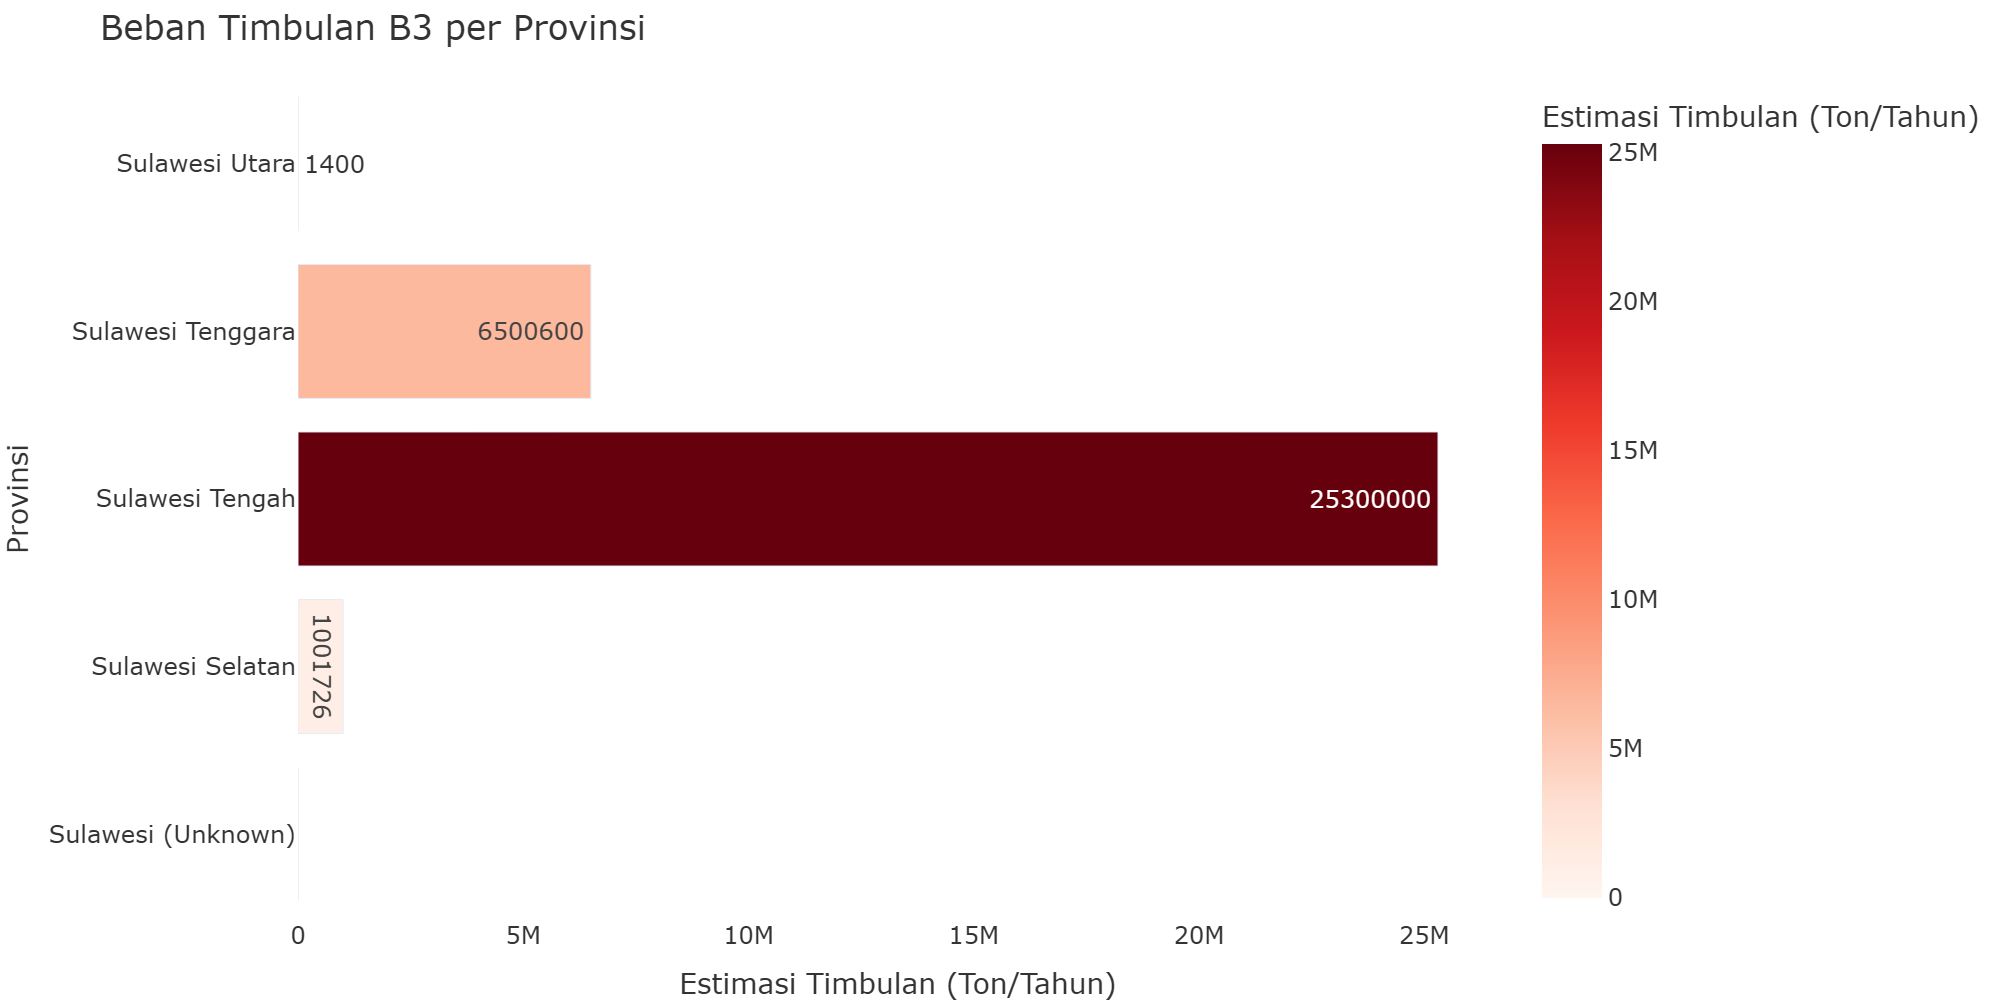 Beban Timbulan B3 per Provinsi
Estimasi Timbulan (Ton/Tahun)
25M
20M
15M
10M
5M
0
Provinsi
Sulawesi Utara 1400
Sulawesi Tenggara 6500600
Sulawesi Tengah 25300000
Sulawesi Selatan 1001726
Sulawesi (Unknown)
0 5M 10M 15M 20M 25M
Estimasi Timbulan (Ton/Tahun)